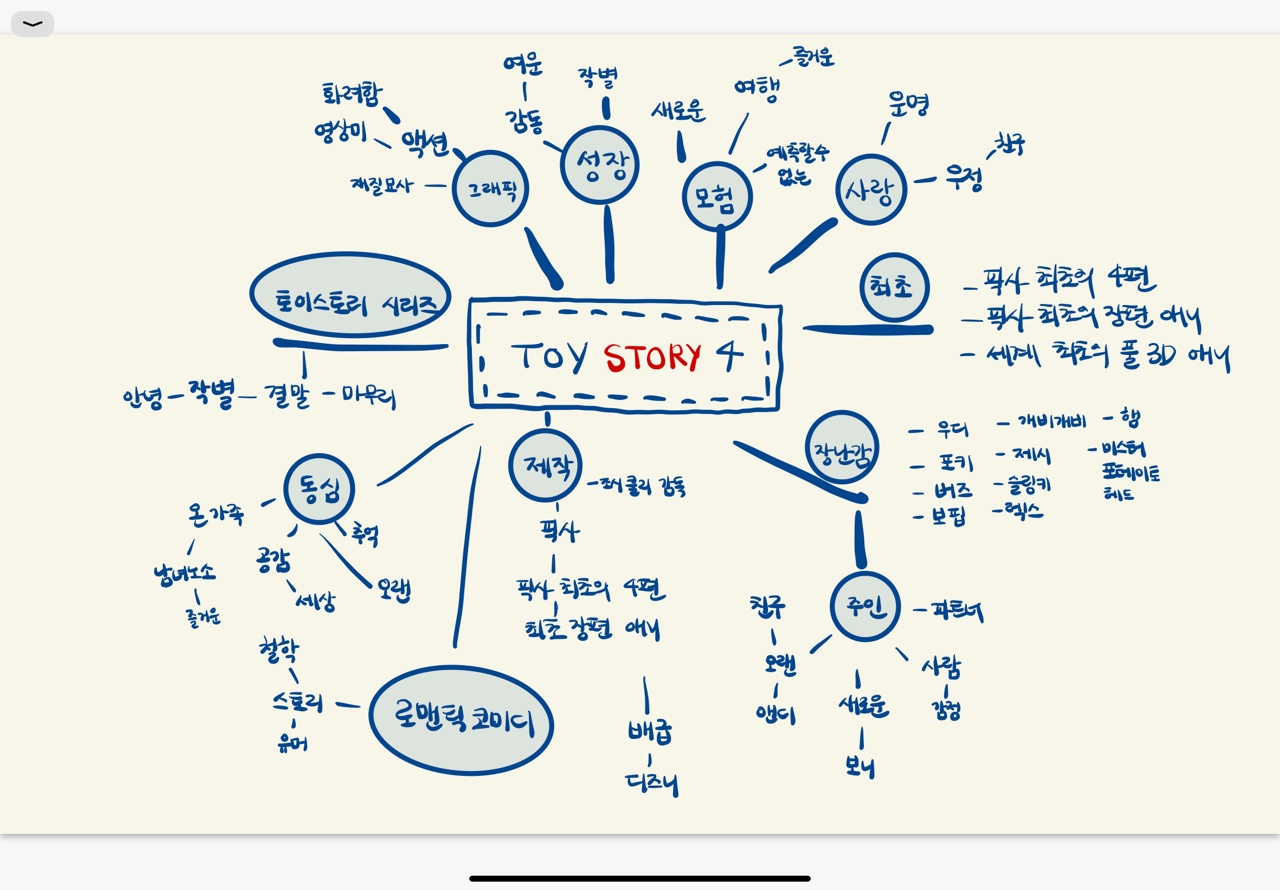 여운
작별
감동
성장
화려함
영상미
액션
재질묘사
그래픽
새로운
여행
즐거운
예측할수
없는
모험
운명
친구
우정
사랑
토이스토리 시리즈
안녕 - 작별 - 결말 - 마무리
TOY STORY 4
최초
- 픽사 최초의 4편
- 픽사 최초의 장편 애니
- 세계 최초의 풀 3D 애니
장난감
- 우디
- 포키
- 버즈
- 보핍
- 개비개비
- 제시
- 슬링키
- 렉스
- 햄
- 미스터
포테이토
헤드
동심
온가족
남녀노소
즐거운
공감
세상
추억
오랜
제작
- 조시 쿨리 감독
픽사
픽사 최초의 4편
최초 장편 애니
배급
디즈니
주인
- 파트너
친구
오랜
앤디
새로운
보니
사람
감정
철학
스토리
유머
로맨틱 코미디